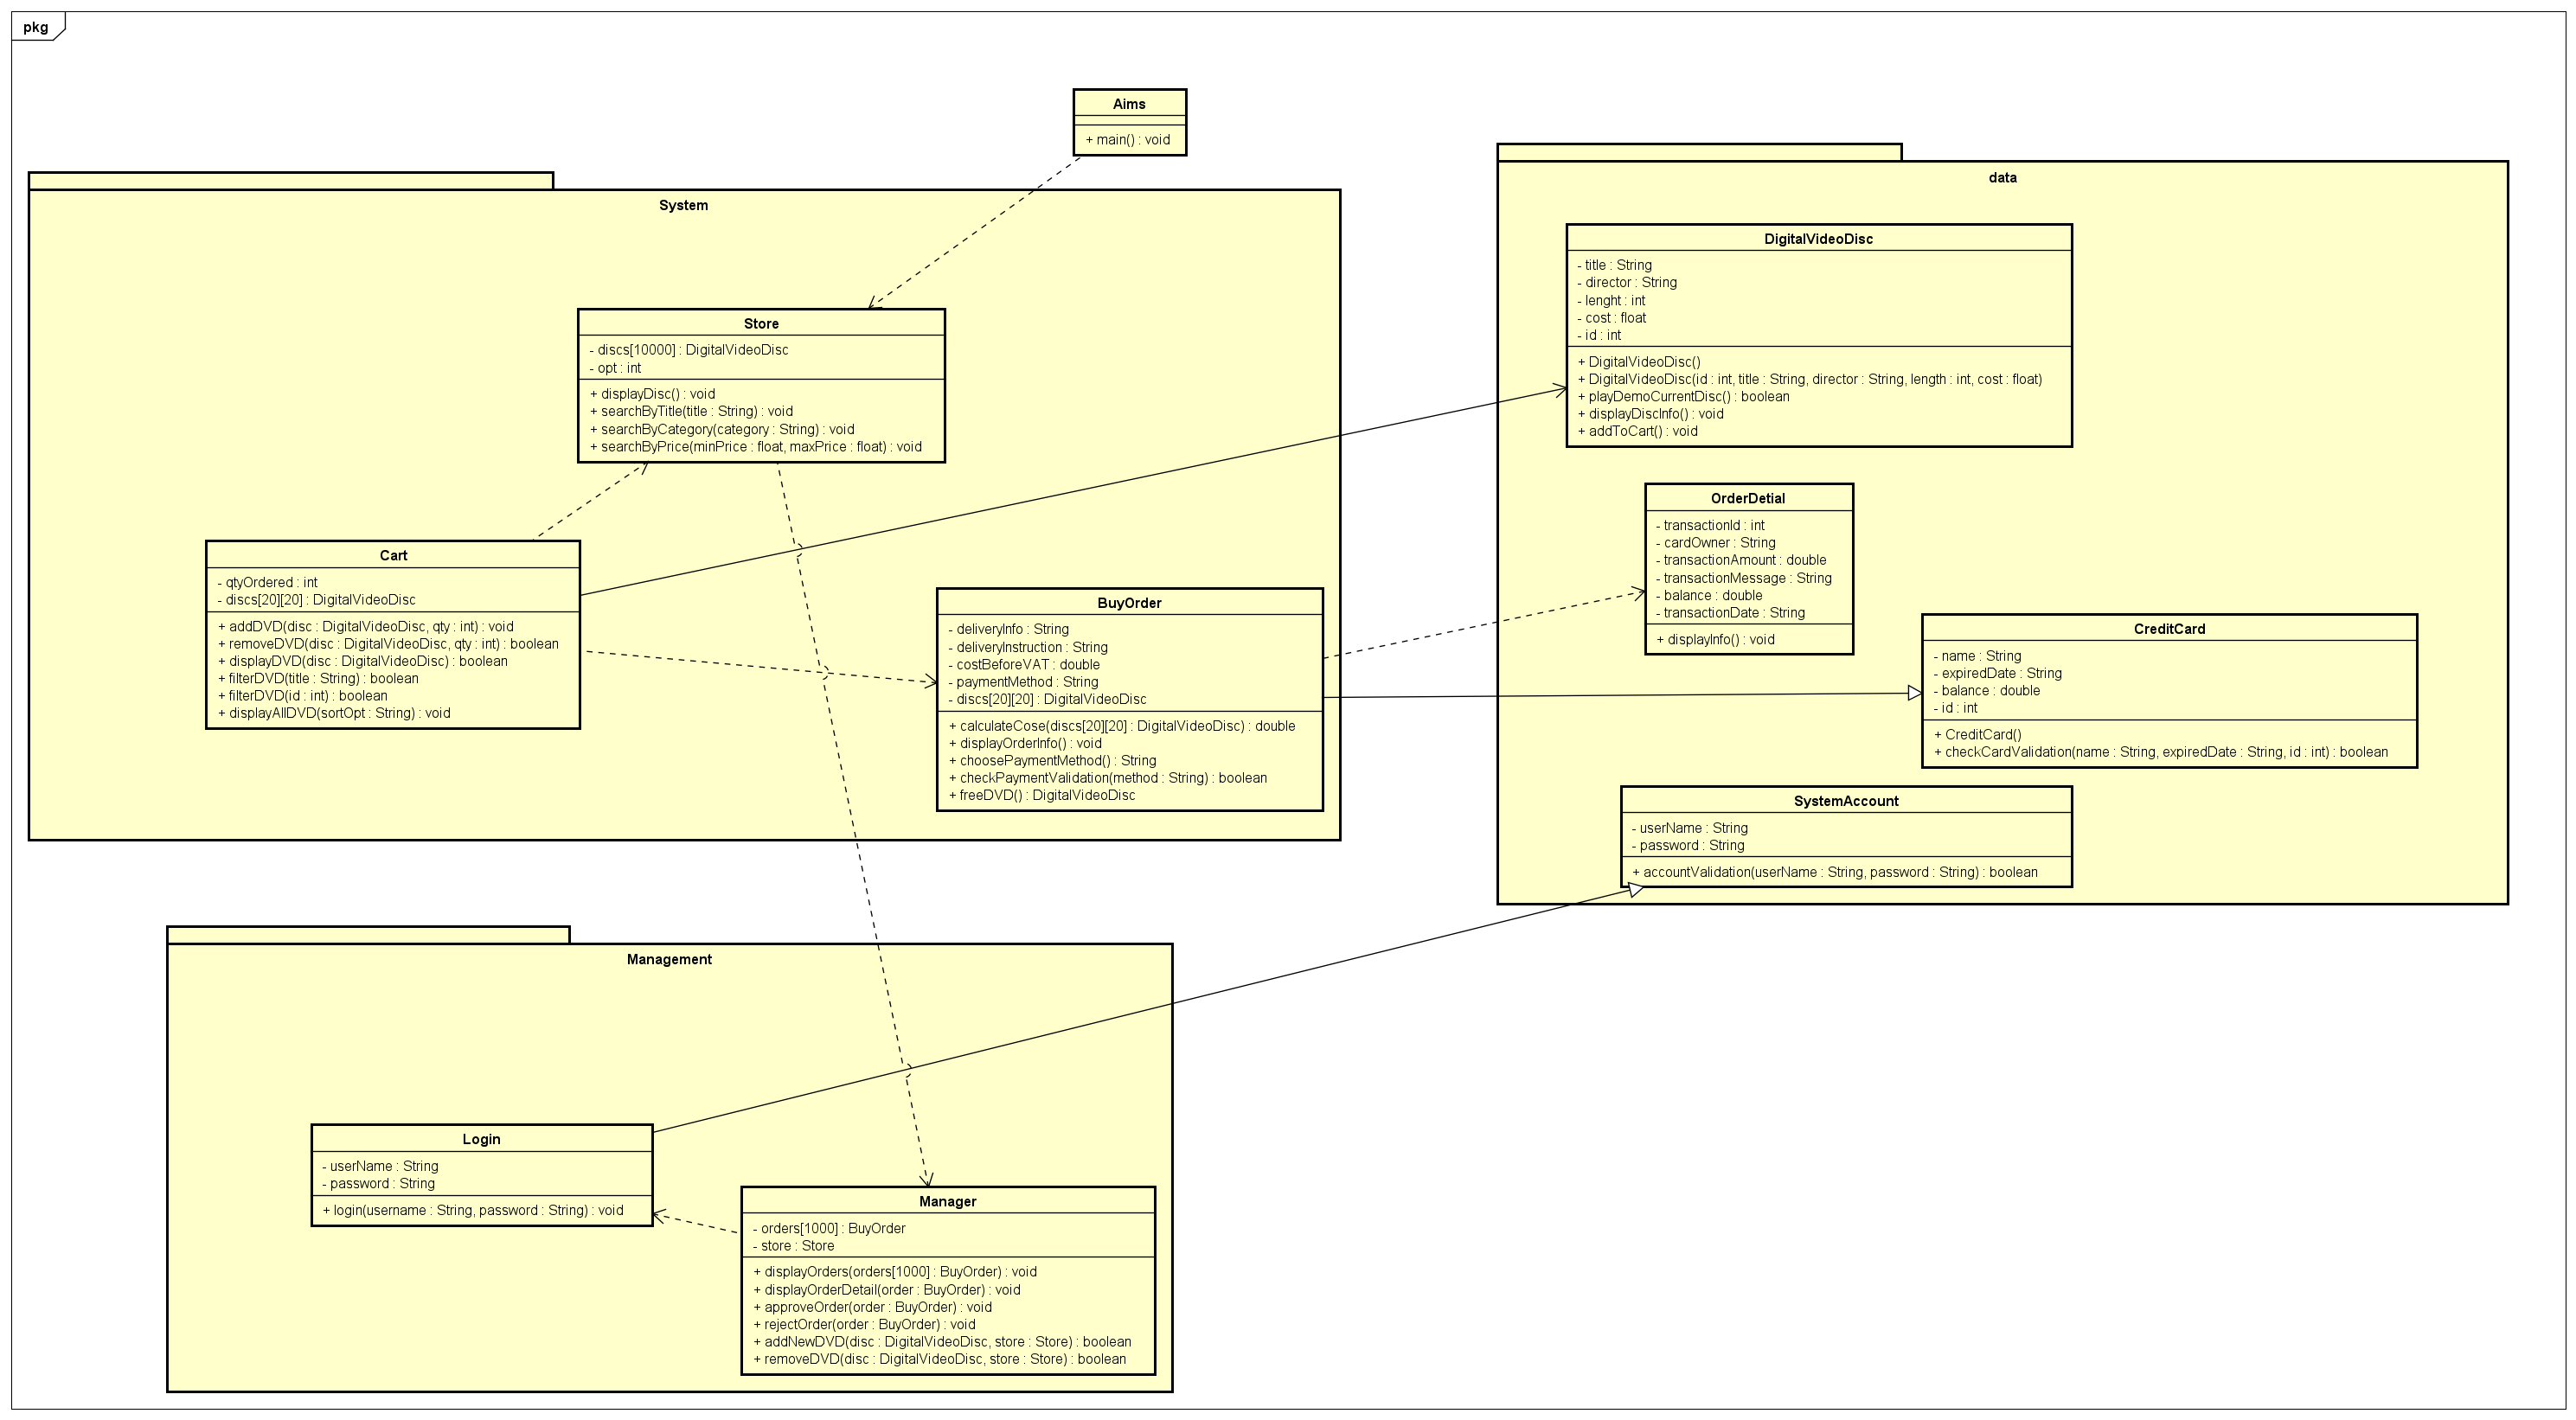 pkg
Aims
+ main() : void
System
Store
- discs[10000] : DigitalVideoDisc
- opt : int
+ displayDisc() : void
+ searchByTitle(title : String) : void
+ searchByCategory(category : String) : void
+ searchByPrice(minPrice : float, maxPrice : float) : void
Cart
- qtyOrdered : int
- discs[20][20] : DigitalVideoDisc
+ addDVD(disc : DigitalVideoDisc, qty : int) : void
+ removeDVD(disc : DigitalVideoDisc, qty : int) : boolean
+ displayDVD(disc : DigitalVideoDisc) : boolean
+ filterDVD(title : String) : boolean
+ filterDVD(id : int) : boolean
+ displayAllDVD(sortOpt : String) : void
BuyOrder
- deliveryInfo : String
- deliveryInstruction : String
- costBeforeVAT : double
- paymentMethod : String
- discs[20][20] : DigitalVideoDisc
+ calculateCose(discs[20][20] : DigitalVideoDisc) : double
+ displayOrderInfo() : void
+ choosePaymentMethod() : String
+ checkPaymentValidation(method : String) : boolean
+ freeDVD() : DigitalVideoDisc
data
DigitalVideoDisc
- title : String
- director : String
- lenght : int
- cost : float
- id : int
+ DigitalVideoDisc()
+ DigitalVideoDisc(id : int, title : String, director : String, length : int, cost : float)
+ playDemoCurrentDisc() : boolean
+ displayDiscInfo() : void
+ addToCart() : void
OrderDetial
- transactionId : int
- cardOwner : String
- transactionAmount : double
- transactionMessage : String
- balance : double
- transactionDate : String
+ displayInfo() : void
CreditCard
- name : String
- expiredDate : String
- balance : double
- id : int
+ CreditCard()
+ checkCardValidation(name : String, expiredDate : String, id : int) : boolean
SystemAccount
- userName : String
- password : String
+ accountValidation(userName : String, password : String) : boolean
Management
Login
- userName : String
- password : String
+ login(username : String, password : String) : void
Manager
- orders[1000] : BuyOrder
- store : Store
+ displayOrders(orders[1000] : BuyOrder) : void
+ displayOrderDetail(order : BuyOrder) : void
+ approveOrder(order : BuyOrder) : void
+ rejectOrder(order : BuyOrder) : void
+ addNewDVD(disc : DigitalVideoDisc, store : Store) : boolean
+ removeDVD(disc : DigitalVideoDisc, store : Store) : boolean